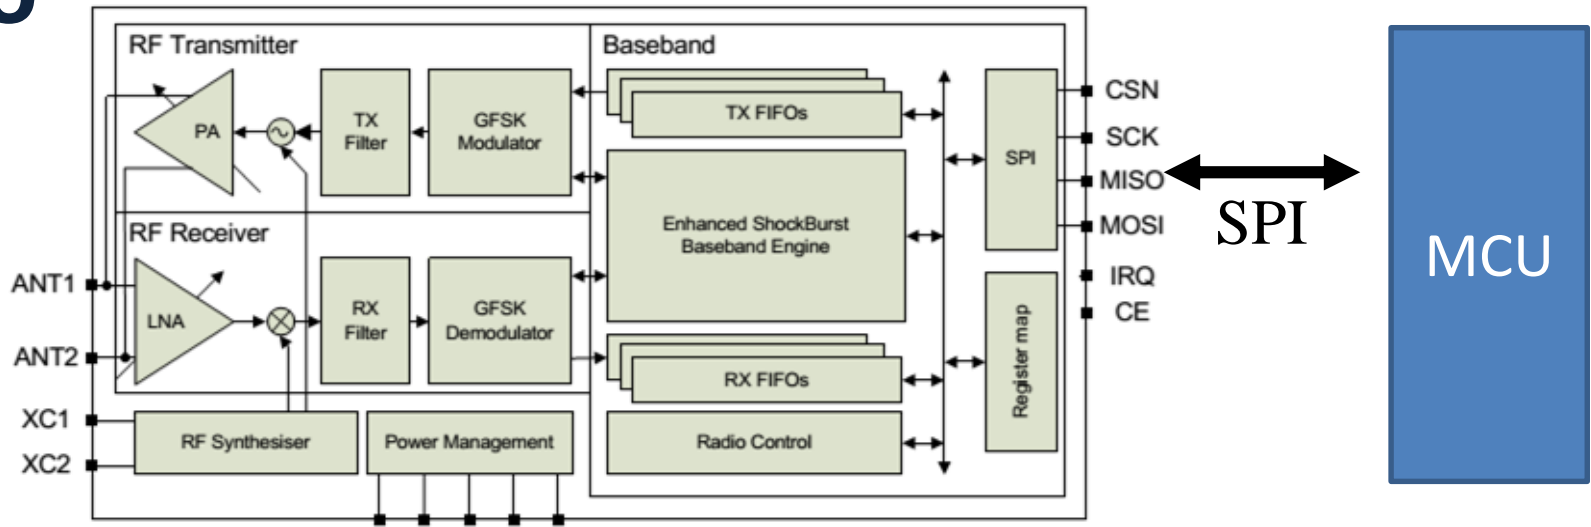 RF Transmitter
PA
TX
Filter
GFSK
Modulator
RF Receiver
LNA
RX
Filter
GFSK
Demodulator
ANT1
ANT2
XC1
XC2
RF Synthesiser
Power Management
Baseband
TX FIFOs
Enhanced ShockBurst
Baseband Engine
RX FIFOs
Radio Control
SPI
Register map
CSN
SCK
MISO
MOSI
IRQ
CE
SPI
MCU